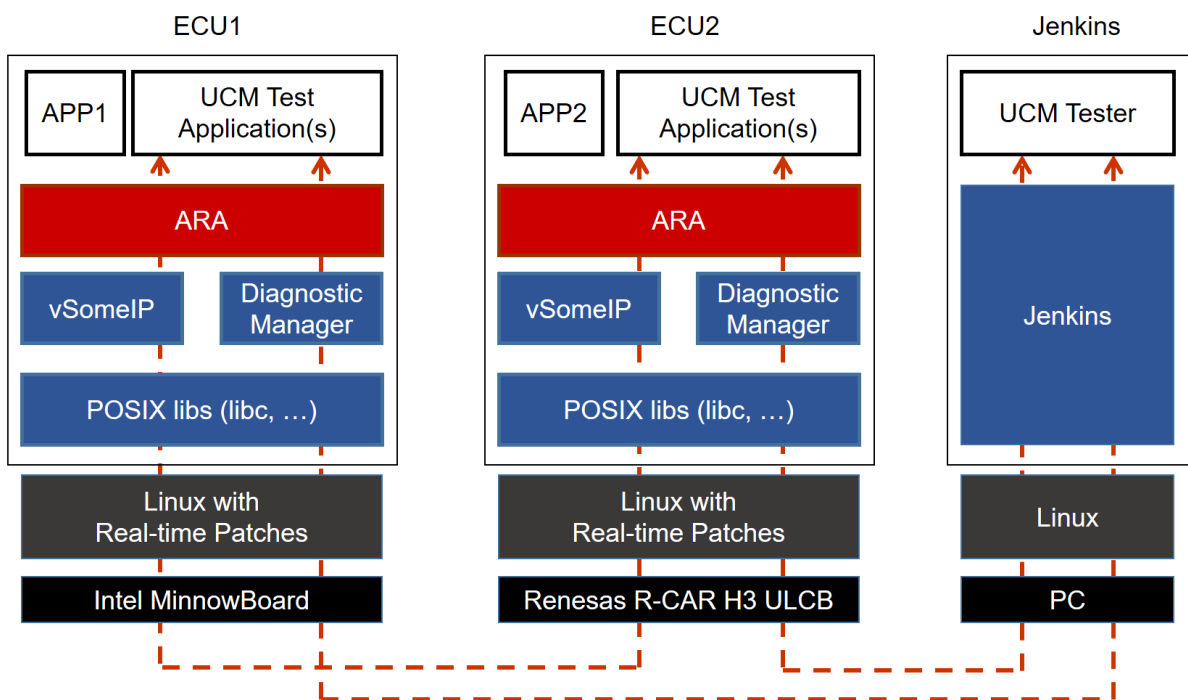 ECU1
ECU2
Jenkins
APP1
UCM Test
Application(s)
APP2
UCM Test
Application(s)
UCM Tester
ARA
ARA
vSomeIP
Diagnostic
Manager
vSomeIP
Diagnostic
Manager
Jenkins
POSIX libs (libc, …)
POSIX libs (libc, …)
Linux with
Real-time Patches
Linux with
Real-time Patches
Linux
Intel MinnowBoard
Renesas R-CAR H3 ULCB
PC